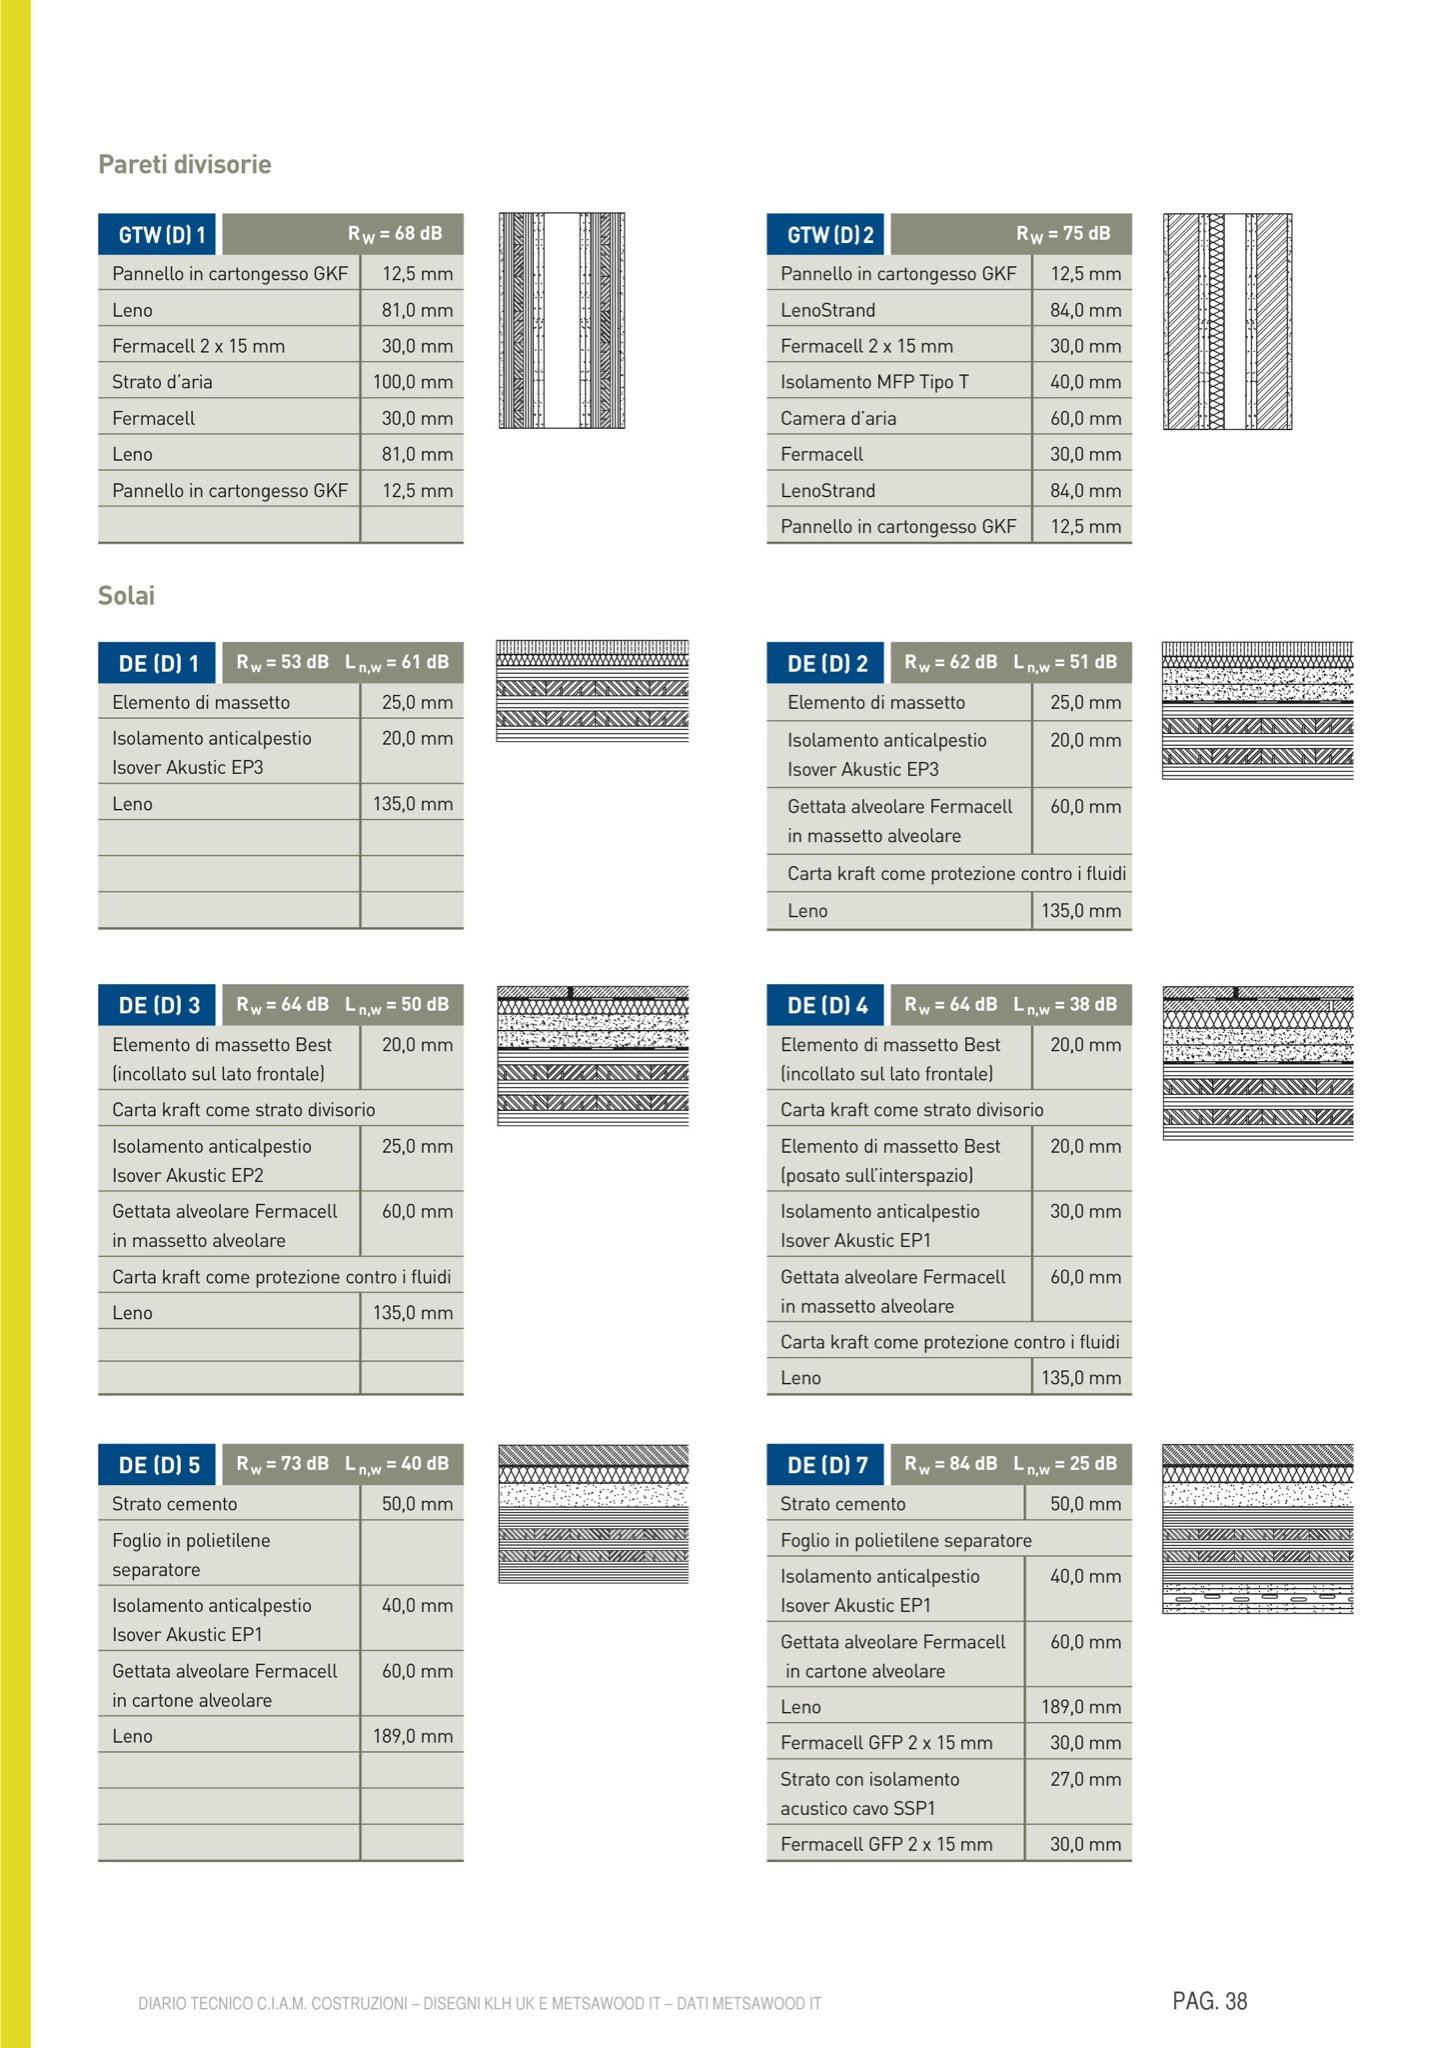 Pareti divisorie
GTW (D) 1 Rw = 68 dB
Pannello in cartongesso GKF 12,5 mm
Leno 81,0 mm
Fermacell 2 x 15 mm 30,0 mm
Strato d’aria 100,0 mm
Fermacell 30,0 mm
Leno 81,0 mm
Pannello in cartongesso GKF 12,5 mm
GTW (D) 2 Rw = 75 dB
Pannello in cartongesso GKF 12,5 mm
LenoStrand 84,0 mm
Fermacell 2 x 15 mm 30,0 mm
Isolamento MFP Tipo T 40,0 mm
Camera d’aria 60,0 mm
Fermacell 30,0 mm
LenoStrand 84,0 mm
Pannello in cartongesso GKF 12,5 mm
Solai
DE (D) 1 Rw = 53 dB Ln,w = 61 dB
Elemento di massetto 25,0 mm
Isolamento anticalpestio 20,0 mm
Isover Akustic EP3
Leno 135,0 mm
DE (D) 2 Rw = 62 dB Ln,w = 51 dB
Elemento di massetto 25,0 mm
Isolamento anticalpestio 20,0 mm
Isover Akustic EP3
Gettata alveolare Fermacell 60,0 mm
in massetto alveolare
Carta kraft come protezione contro i fluidi
Leno 135,0 mm
DE (D) 3 Rw = 64 dB Ln,w = 50 dB
Elemento di massetto Best 20,0 mm
(incollato sul lato frontale)
Carta kraft come strato divisorio
Isolamento anticalpestio 25,0 mm
Isover Akustic EP2
Gettata alveolare Fermacell 60,0 mm
in massetto alveolare
Carta kraft come protezione contro i fluidi
Leno 135,0 mm
DE (D) 4 Rw = 64 dB Ln,w = 38 dB
Elemento di massetto Best 20,0 mm
(incollato sul lato frontale)
Carta kraft come strato divisorio
Elemento di massetto Best 20,0 mm
(posato sull’interspazio)
Isolamento anticalpestio 30,0 mm
Isover Akustic EP1
Gettata alveolare Fermacell 60,0 mm
in massetto alveolare
Carta kraft come protezione contro i fluidi
Leno 135,0 mm
DE (D) 5 Rw = 73 dB Ln,w = 40 dB
Strato cemento 50,0 mm
Foglio in polietilene
separatore
Isolamento anticalpestio 40,0 mm
Isover Akustic EP1
Gettata alveolare Fermacell 60,0 mm
in cartone alveolare
Leno 189,0 mm
DE (D) 7 Rw = 84 dB Ln,w = 25 dB
Strato cemento 50,0 mm
Foglio in polietilene separatore
Isolamento anticalpestio 40,0 mm
Isover Akustic EP1
Gettata alveolare Fermacell 60,0 mm
in cartone alveolare
Leno 189,0 mm
Fermacell GFP 2 x 15 mm 30,0 mm
Strato con isolamento 27,0 mm
acustico cavo SSP1
Fermacell GFP 2 x 15 mm 30,0 mm
DIARIO TECNICO C.I.A.M. COSTRUZIONI – DISEGNI KLH UK E METSAWOOD IT – DATI METSAWOOD IT
PAG. 38